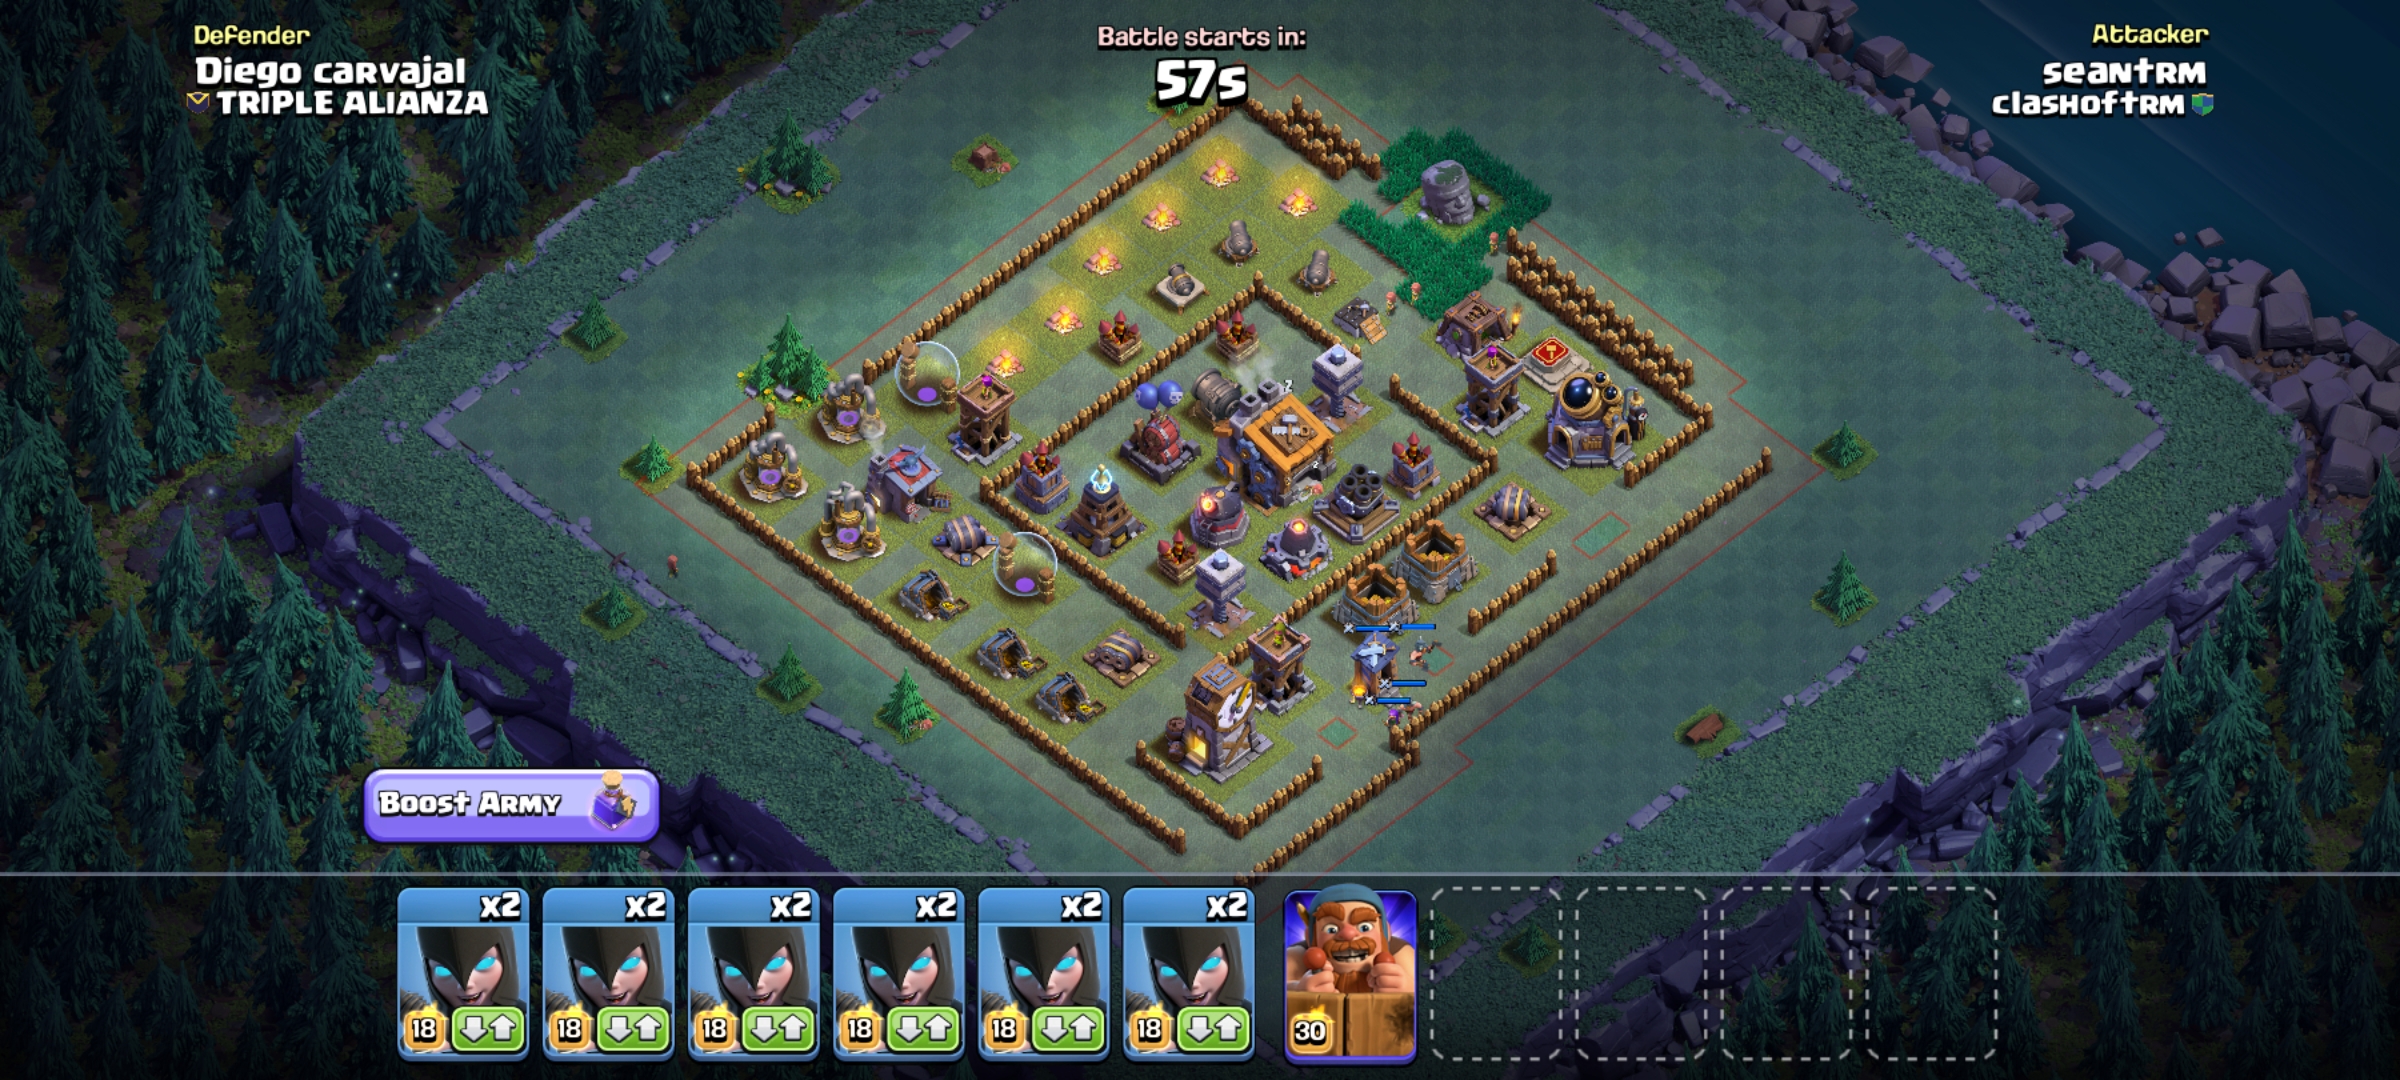 Defender
Diego carvajal
TRIPLE ALIANZA
Battle starts in:
57s
Attacker
seantRM
clashoftRM
Boost Army
x2
x2
x2
x2
x2
x2
18
18
18
18
18
18
30